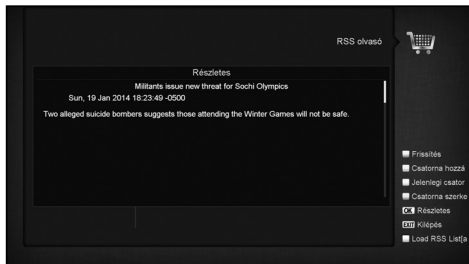 RSS olvasó
Részletes
Militants issue new threat for Sochi Olympics
Sun, 19 Jan 2014 18:23:49 -0500
Two alleged suicide bombers suggests those attending the Winter Games will not be safe.
Frissítés
Csatorna hozzá
Jelenlegi csator
Csatorna szerke
OK Részletes
EXIT Kilépés
Load RSS List[a